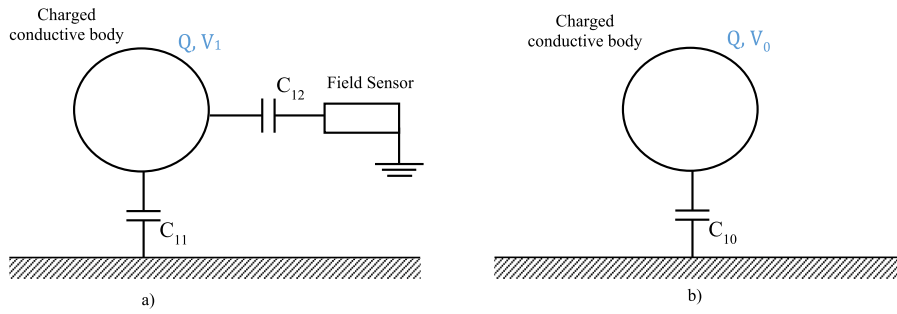 Charged
conductive body
Q, V₁
C₁₂
Field Sensor
C₁₁
a)
Charged
conductive body
Q, V₀
C₁₀
b)